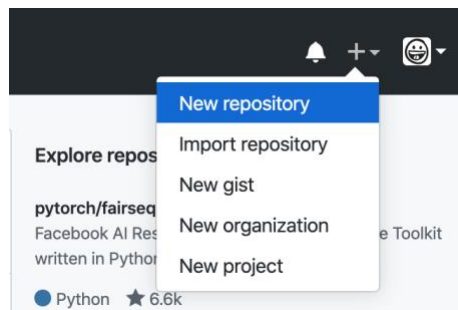 New repository
Import repository
New gist
New organization
New project
Explore repos
pytorch/fairseq
Facebook AI Res
e Toolkit
written in Pytho
Python 6.6k